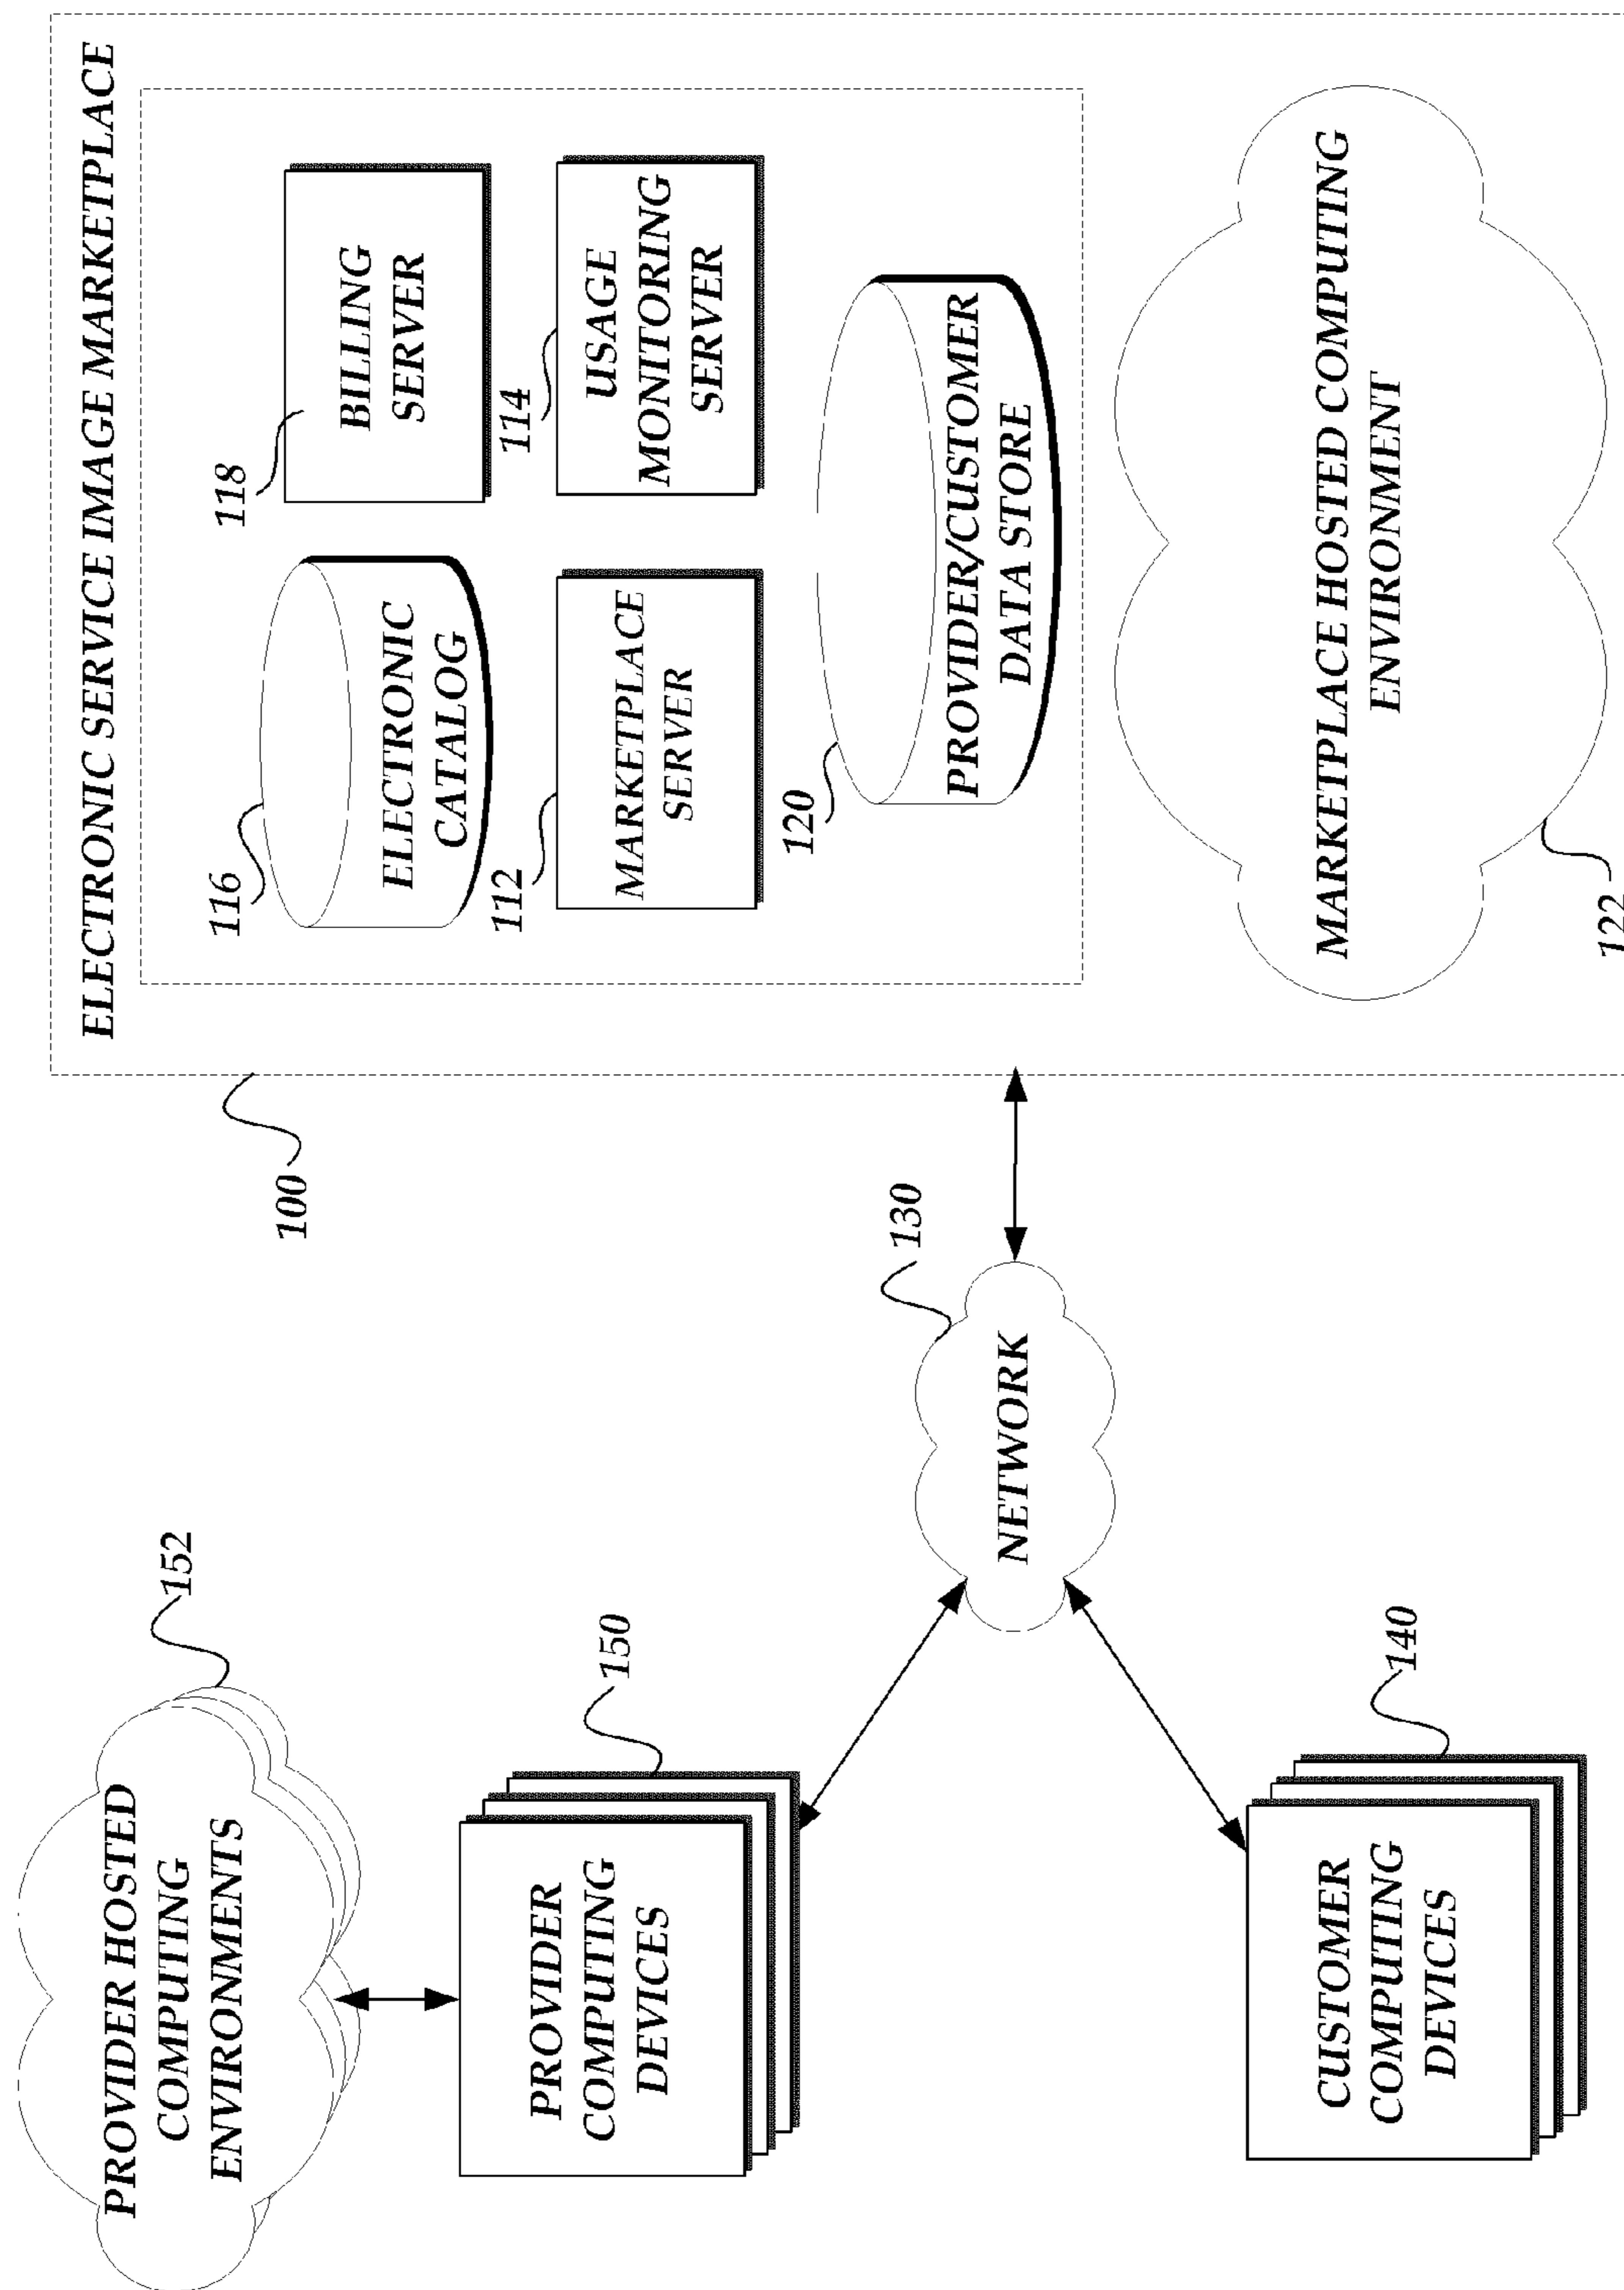 PROVIDER HOSTED
COMPUTING
ENVIRONMENTS
152
PROVIDER
COMPUTING
DEVICES
150
CUSTOMER
COMPUTING
DEVICES
140
NETWORK
130
100
ELECTRONIC SERVICE IMAGE MARKETPLACE
116
ELECTRONIC
CATALOG
118
BILLING
SERVER
112
MARKETPLACE
SERVER
114
USAGE
MONITORING
SERVER
120
PROVIDER/CUSTOMER
DATA STORE
MARKETPLACE HOSTED COMPUTING
ENVIRONMENT
122